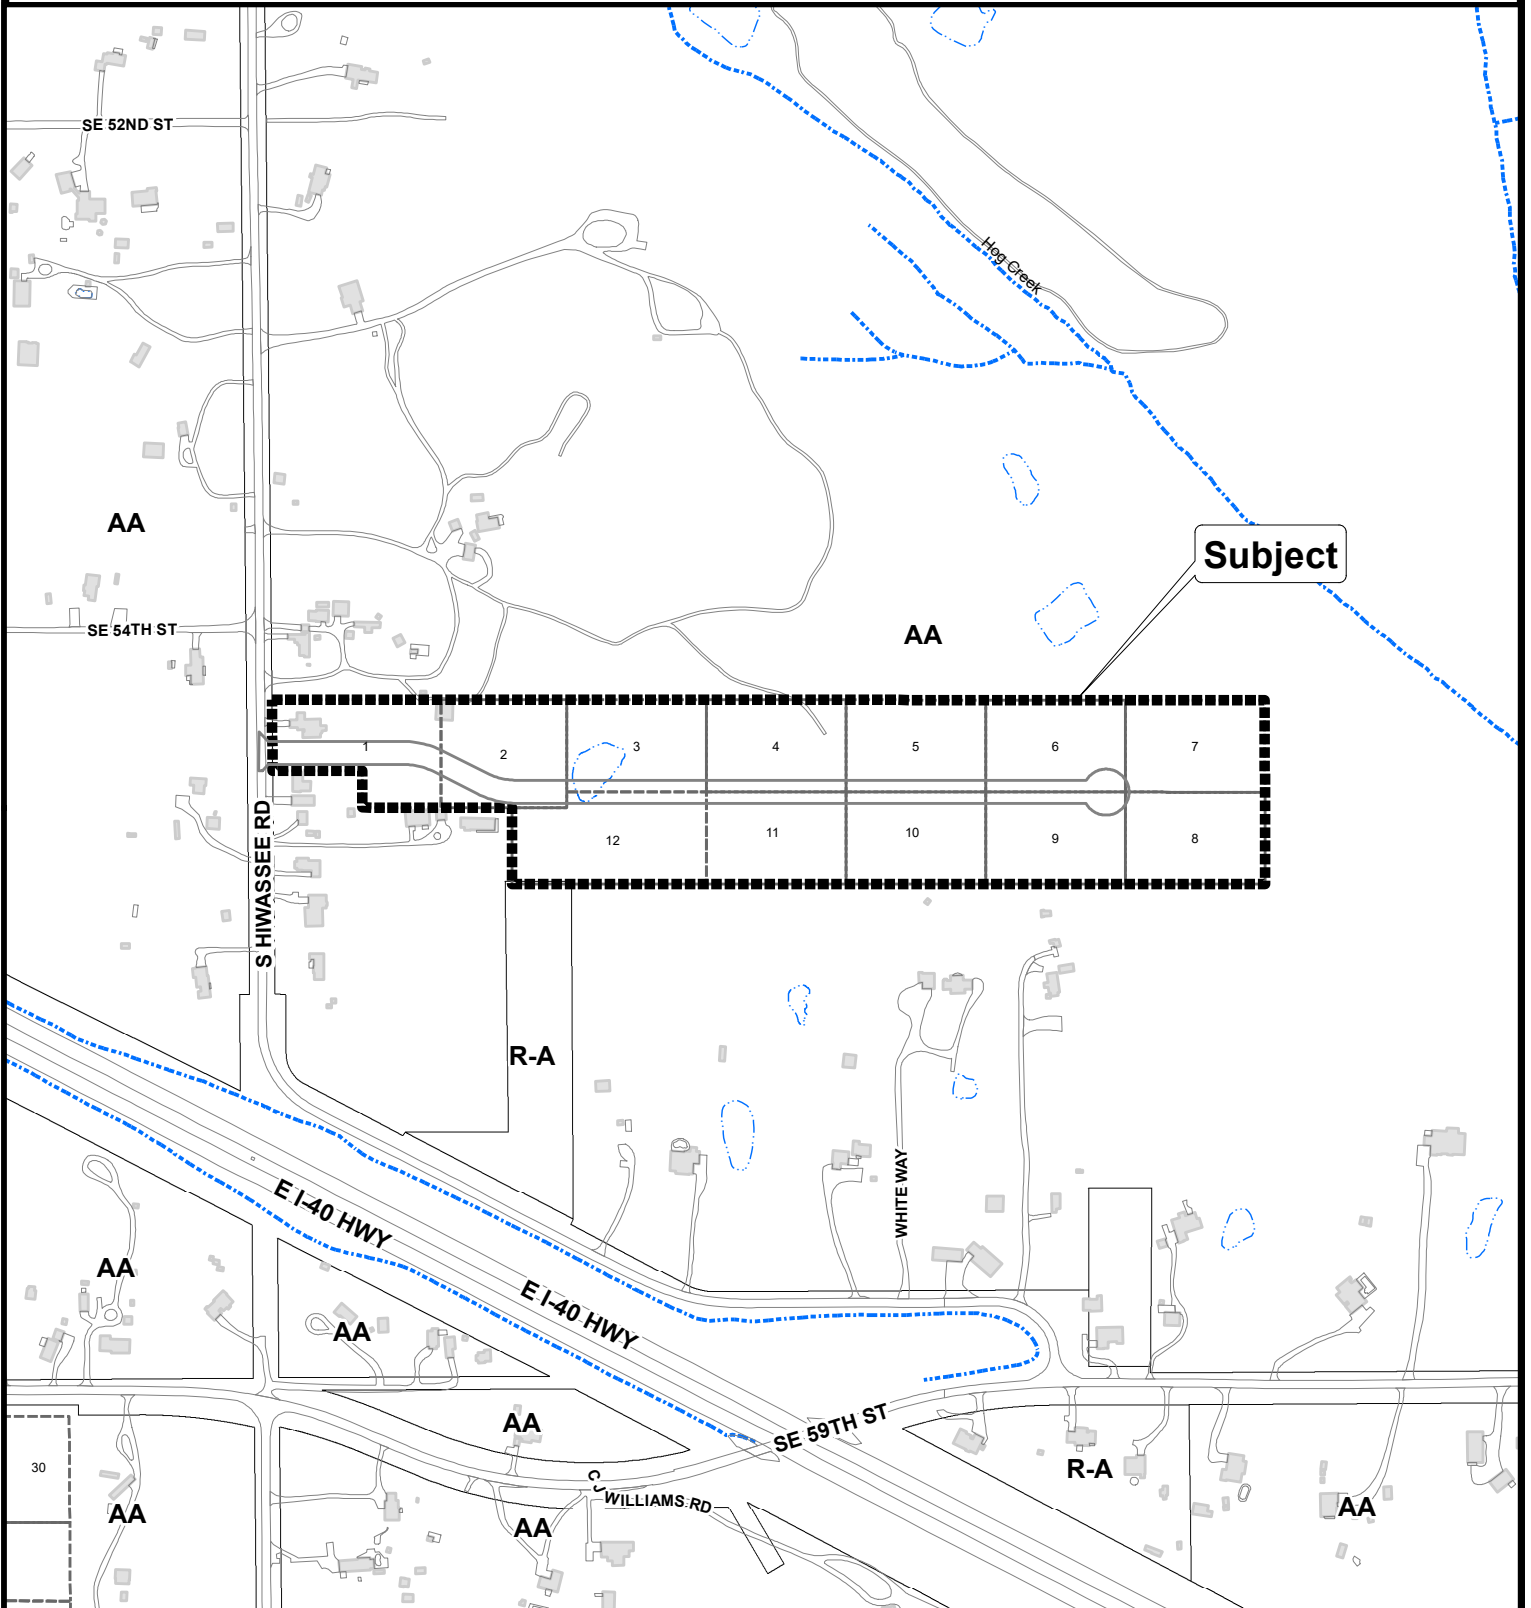 SE 52ND ST
Hog Creek
AA
Subject
SE 54TH ST
AA
1
2
3
4
5
6
7
12
11
10
9
8
S HIWASSEE RD
R-A
WHITE WAY
E I-40 HWY
AA
E I-40 HWY
AA
AA
SE 59TH ST
30
R-A
C J WILLIAMS RD
AA
AA
AA